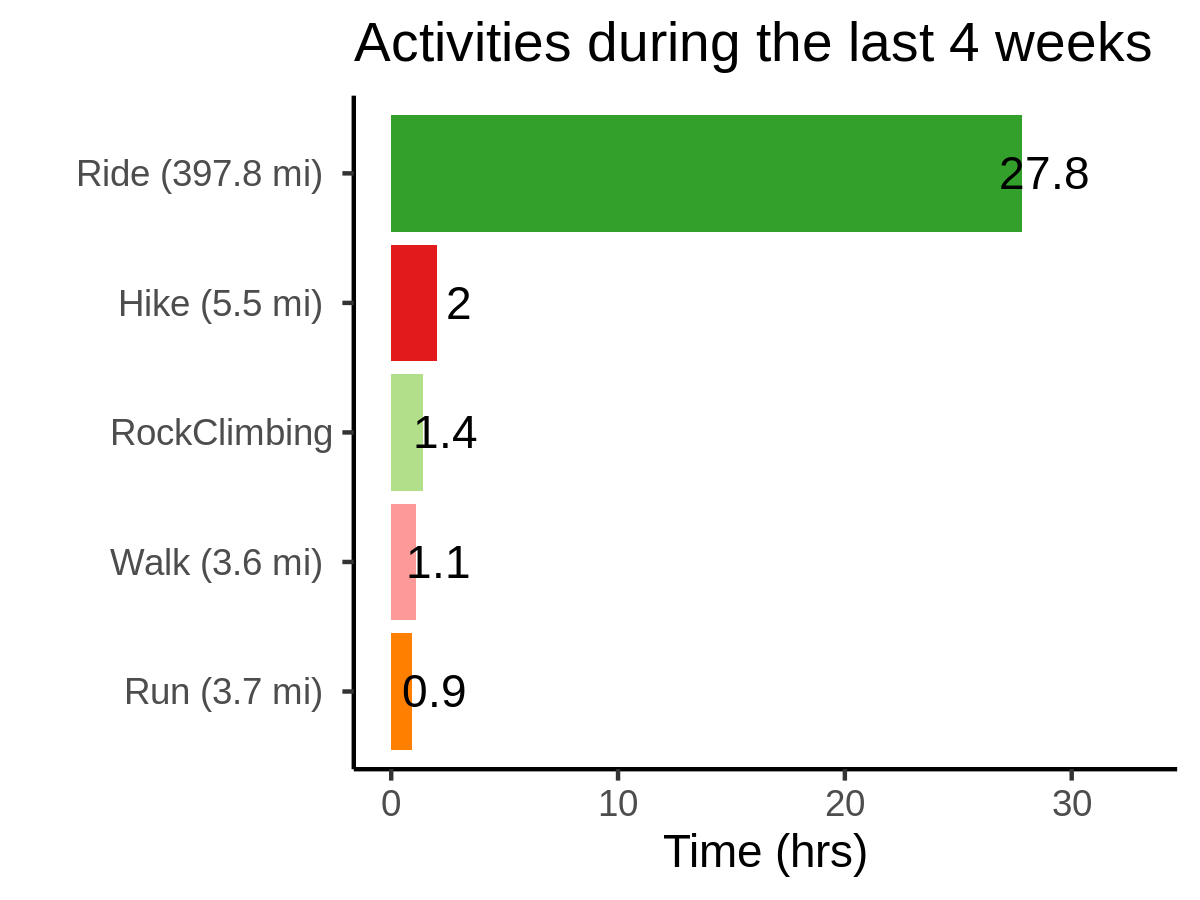 Activities during the last 4 weeks
Ride (397.8 mi)
27.8
Hike (5.5 mi)
2
RockClimbing
1.4
Walk (3.6 mi)
1.1
Run (3.7 mi)
0.9
0 10 20 30
Time (hrs)